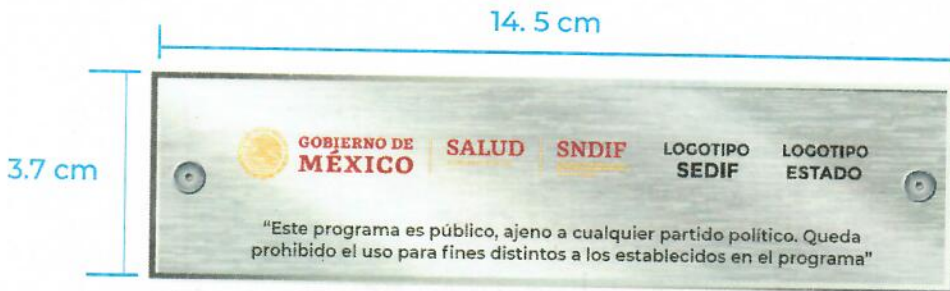 14. 5 cm
3.7 cm
GOBIERNO DE
MÉXICO
SALUD
SNDIF
LOGOTIPO
SEDIF
LOGOTIPO
ESTADO
"Este programa es público, ajeno a cualquier partido político. Queda
prohibido el uso para fines distintos a los establecidos en el programa"